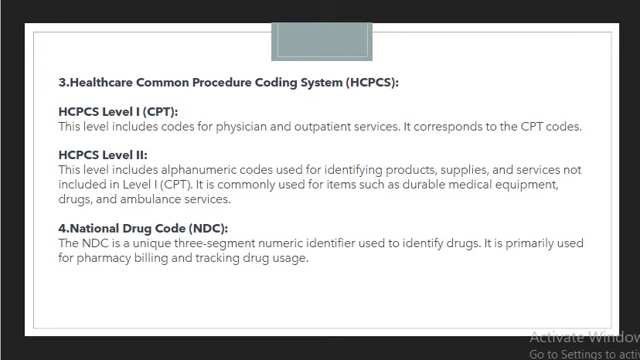 3.Healthcare Common Procedure Coding System (HCPCS):
HCPCS Level I (CPT):
This level includes codes for physician and outpatient services. It corresponds to the CPT codes.
HCPCS Level II:
This level includes alphanumeric codes used for identifying products, supplies, and services not
included in Level I (CPT). It is commonly used for items such as durable medical equipment,
drugs, and ambulance services.
4.National Drug Code (NDC):
The NDC is a unique three-segment numeric identifier used to identify drugs. It is primarily used
for pharmacy billing and tracking drug usage.
Activate Window
Go to Settings to acti